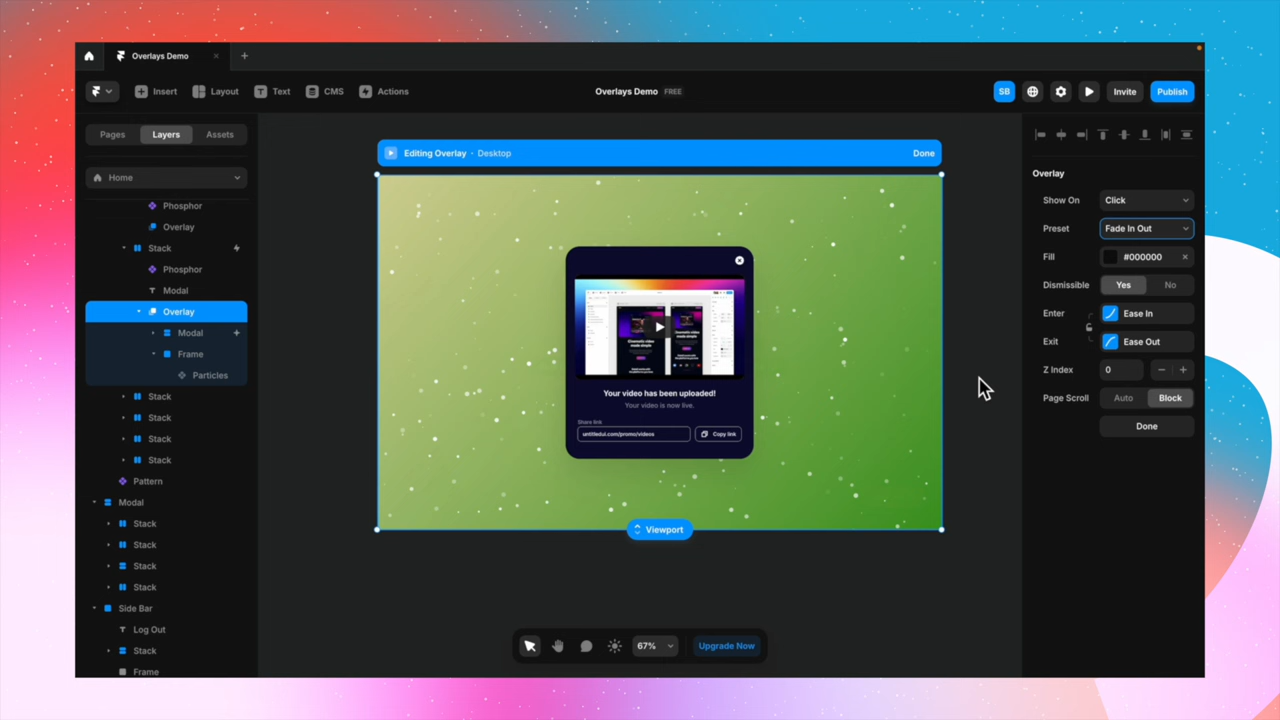 Overlays Demo
Insert
Layout
Text
CMS
Actions
Overlays Demo FREE
SB
Invite
Publish
Pages
Layers
Assets
Home
Phosphor
Overlay
Stack
Phosphor
Modal
Overlay
Modal
Frame
Particles
Stack
Stack
Stack
Stack
Pattern
Modal
Stack
Stack
Stack
Stack
Side Bar
Log Out
Stack
Frame
Editing Overlay · Desktop
Done
Your video has been uploaded!
Your video is now live.
Share link
untitledui.com/promo/videos
Copy link
Viewport
67%
Upgrade Now
Overlay
Show On Click
Preset Fade In Out
Fill #000000
Dismissible Yes No
Enter Ease In
Exit Ease Out
Z Index 0
Page Scroll Auto Block
Done